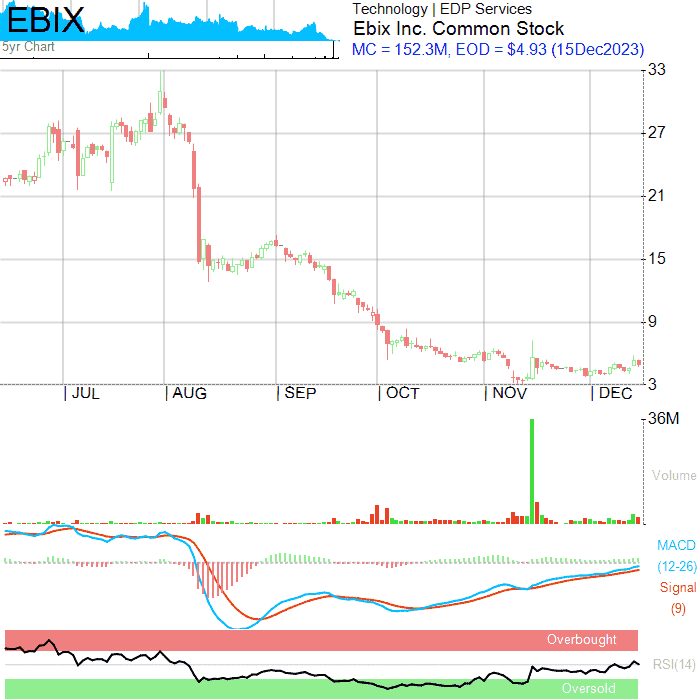 EBIX
5yr Chart
Technology | EDP Services
Ebix Inc. Common Stock
MC = 152.3M, EOD = $4.93 (15Dec2023)
33
27
21
15
9
3
| JUL | AUG | SEP | OCT | NOV | DEC
36M
Volume
MACD
(12-26)
Signal
(9)
Overbought
RSI(14)
Oversold